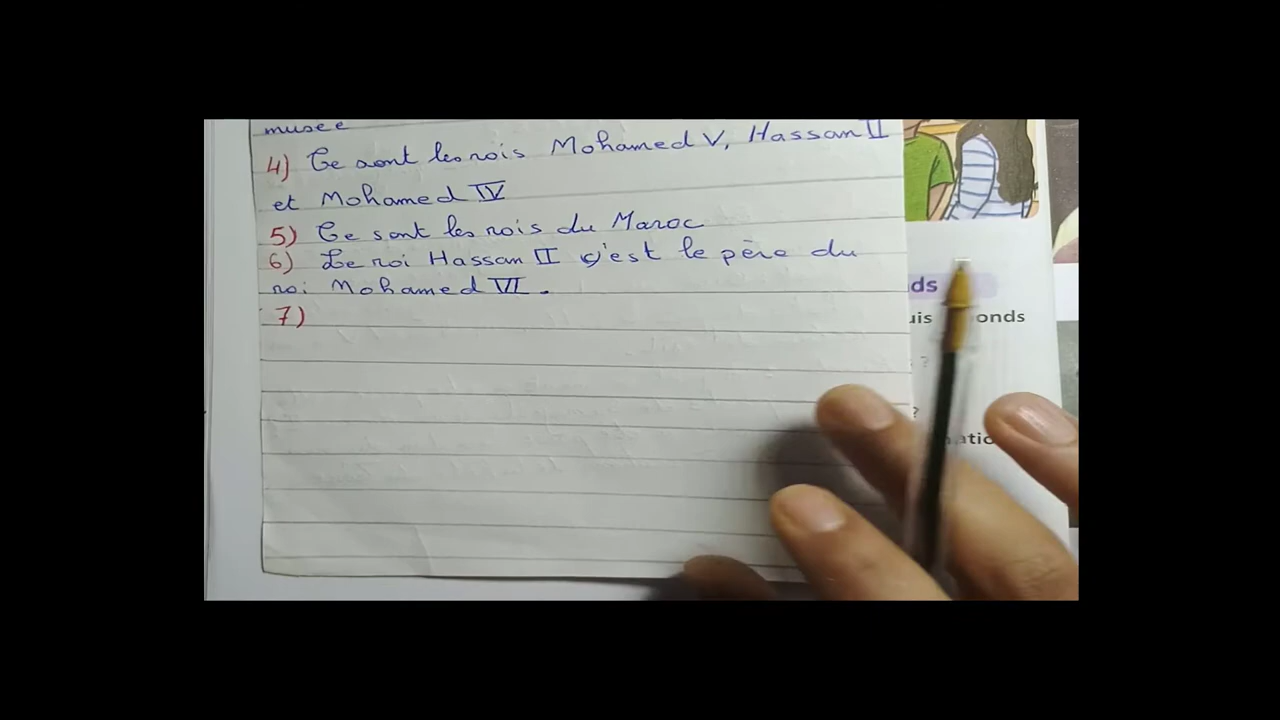 musée
4) Ce sont les rois Mohamed V, Hassan II
et Mohamed IV
5) Ce sont les rois du Maroc
6) Le roi Hassan II c'est le père du
roi Mohamed VI.
7)
ds
uis
onds
?
?